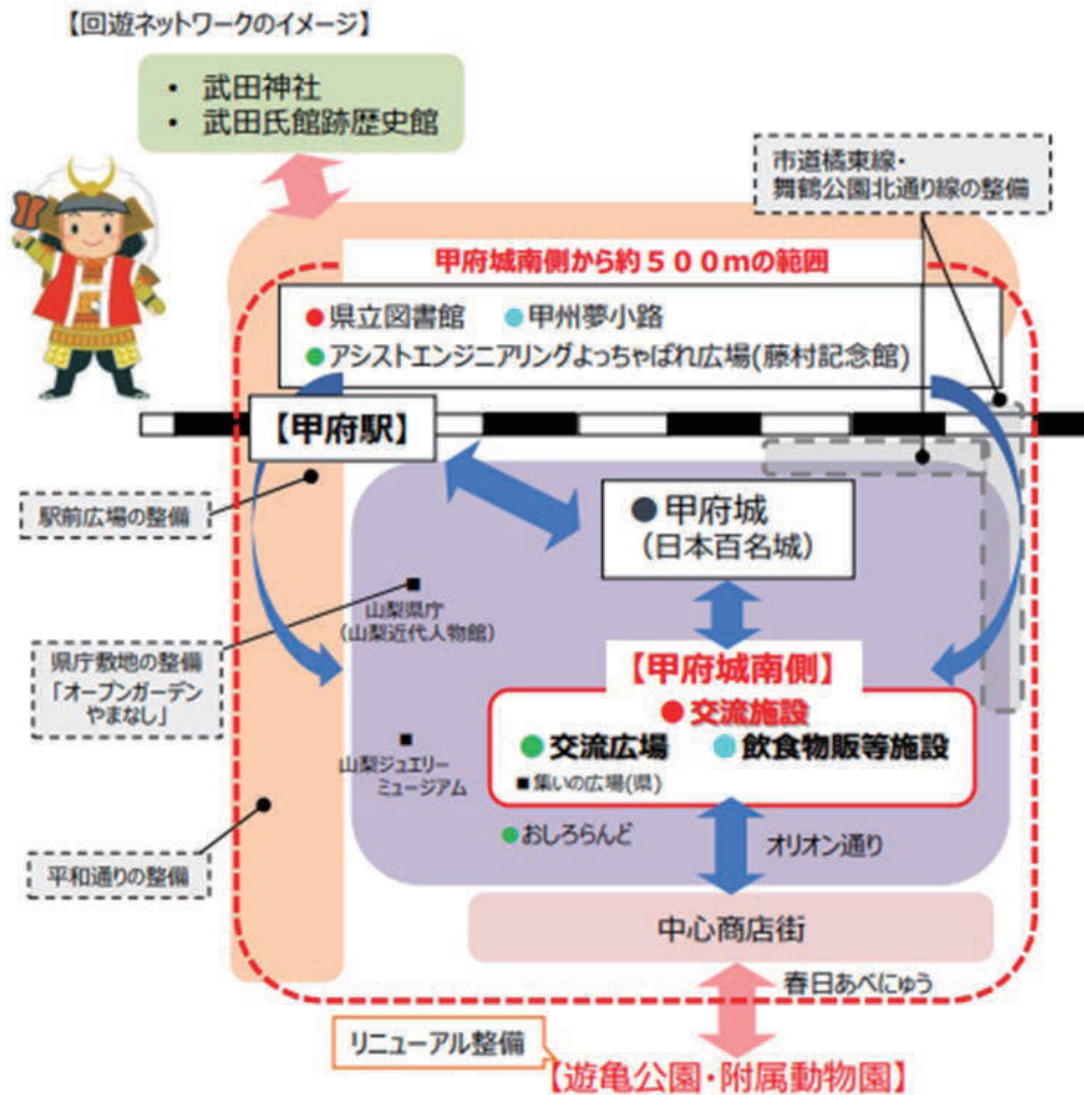 【回遊ネットワークのイメージ】
・ 武田神社
・ 武田氏館跡歴史館
市道橘東線・
舞鶴公園北通り線の整備
甲府城南側から約５００ｍの範囲
●県立図書館 ●甲州夢小路
●アシストエンジニアリングよっちゃばれ広場(藤村記念館)
【甲府駅】
駅前広場の整備
●甲府城
（日本百名城）
■
山梨県庁
（山梨近代人物館）
県庁敷地の整備
「オープンガーデン
やまなし」
【甲府城南側】
●交流施設
●交流広場 ●飲食物販等施設
■集いの広場(県)
■
山梨ジュエリー
ミュージアム
●おしろらんど
オリオン通り
平和通りの整備
中心商店街
春日あべにゅう
リニューアル整備
【遊亀公園・附属動物園】